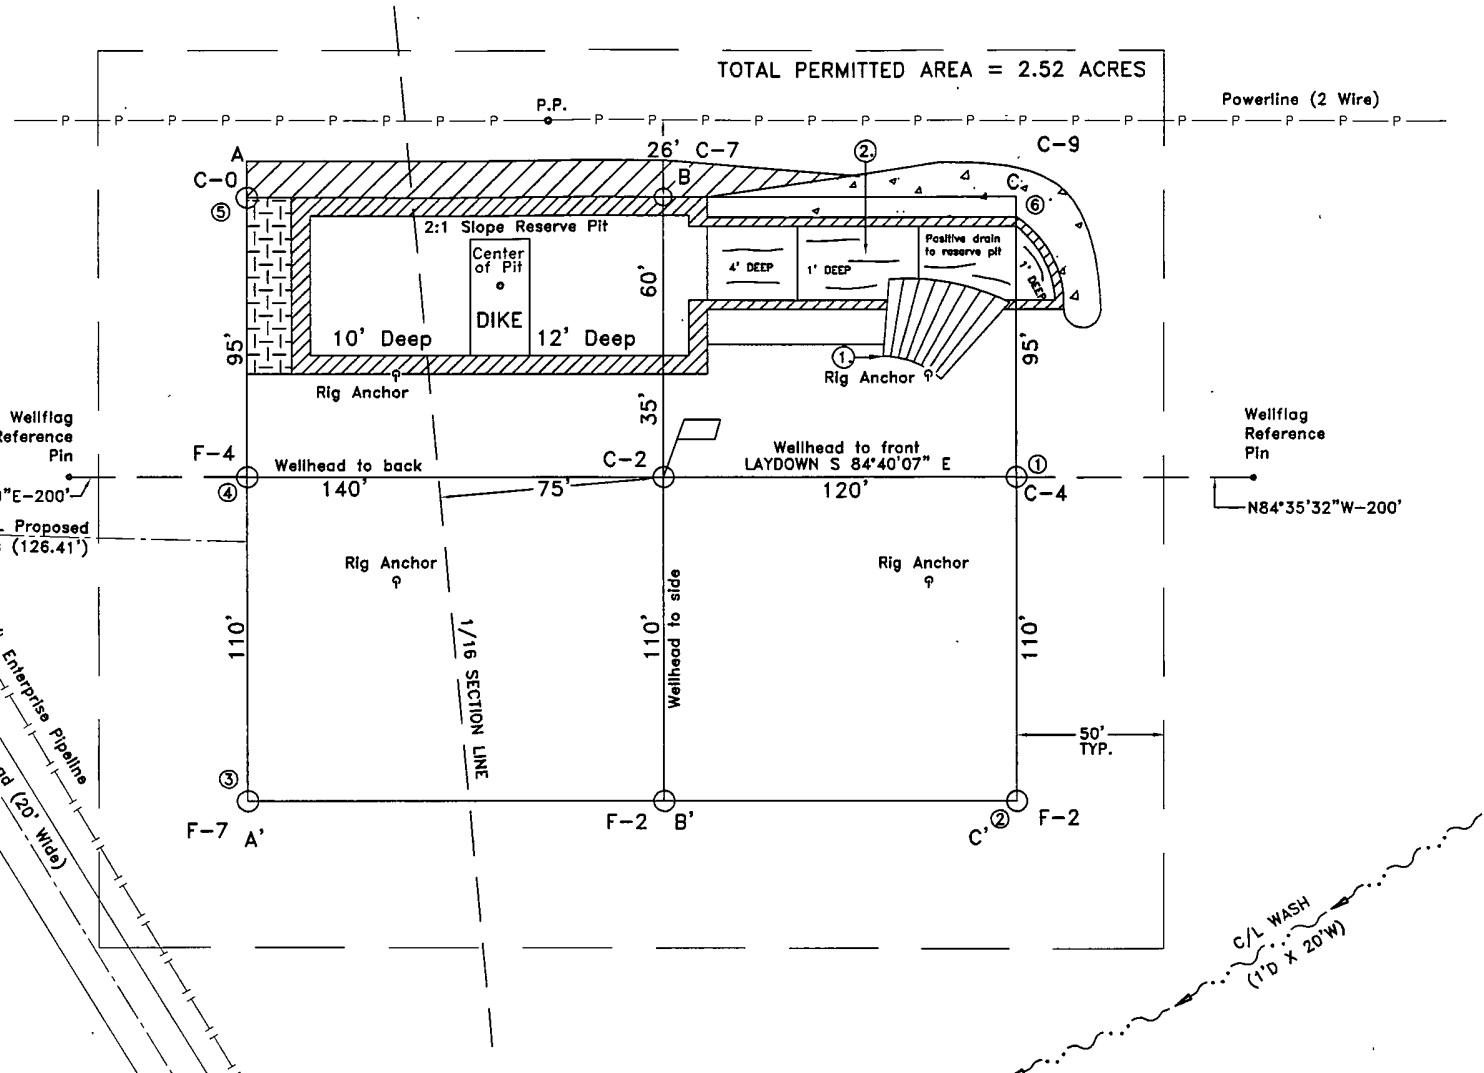 TOTAL PERMITTED AREA = 2.52 ACRES
Powerline (2 Wire)
P P P P P P P P P P P P P P P P P P P P P P P P P P
P.P.
A
26'
C-7
2.
C-9
C-0
B
C
5
6
2:1 Slope Reserve Pit
Center
of Pit
DIKE
10' Deep
12' Deep
60'
4' DEEP
1' DEEP
Positive drain
to reserve pit
1' DEEP
95'
95'
1.
Rig Anchor
Rig Anchor
35'
Wellflag
Reference
Pin
Wellflag
Reference
Pin
F-4
Wellhead to back
C-2
Wellhead to front
LAYDOWN S 84°40'07" E
1
4
140'
75'
120'
C-4
"E-200'
N84°35'32"W-200'
Proposed
(126.41')
Rig Anchor
Rig Anchor
110'
1/16 SECTION LINE
110'
Wellhead to side
110'
Enterprise Pipeline
(20' Wide)
50'
TYP.
3
F-7
A'
F-2
B'
C'
2
F-2
C/L WASH
(1'D X 20'W)